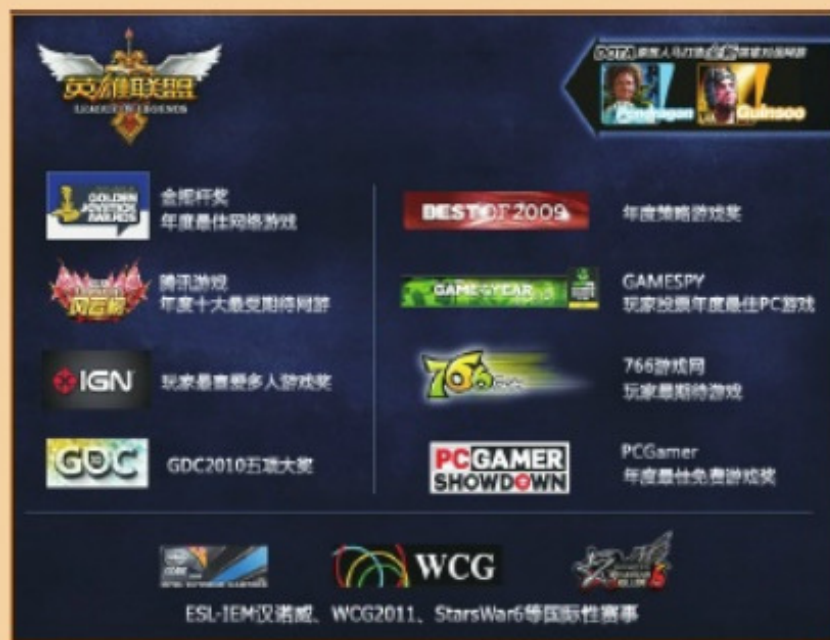 英雄联盟
LEAGUE OF LEGENDS
DOTA
Pendragon
Guinsoo
GOLDEN
JOYSTICK
AWARDS
金摇杆奖
年度最佳网络游戏
BEST OF 2009
年度策略游戏奖
风云榜
腾讯游戏
年度十大最受期待网游
GAME OF THE YEAR
GAMESPY
玩家投票年度最佳PC游戏
IGN
玩家最喜爱多人游戏奖
766
766游戏网
玩家最期待游戏
GDC
GDC2010五项大奖
PCGAMER
SHOWDOWN
PCGamer
年度最佳免费游戏奖
WCG
ESL-IEM汉诺威、WCG2011、StarsWar6等国际性赛事